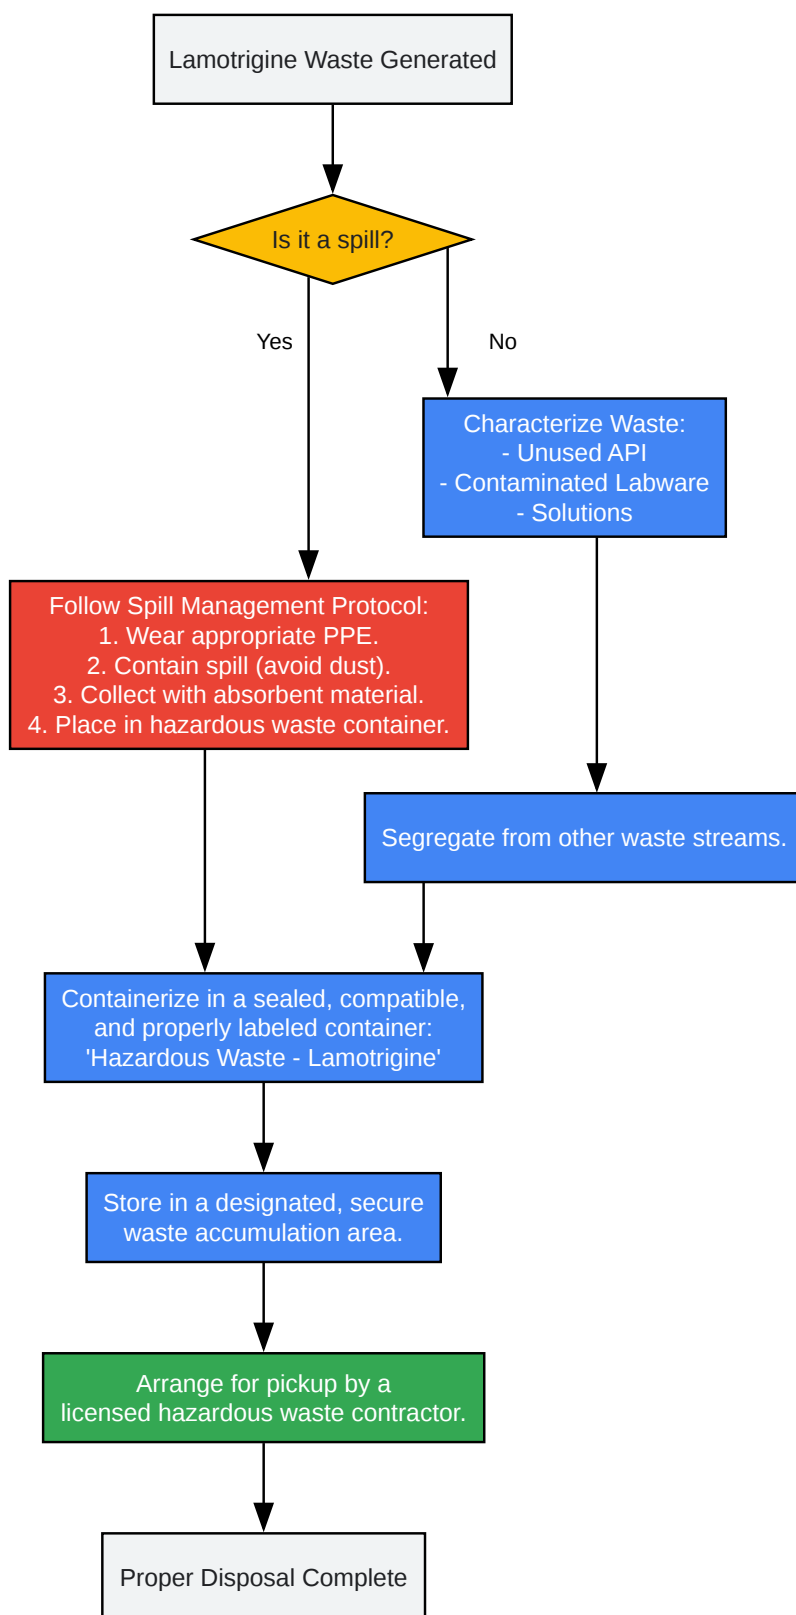 Lamotrigine Waste Generated
Is it a spill?
Yes
No
Characterize Waste:
- Unused API
- Contaminated Labware
- Solutions
Follow Spill Management Protocol:
1. Wear appropriate PPE.
2. Contain spill (avoid dust).
3. Collect with absorbent material.
4. Place in hazardous waste container.
Segregate from other waste streams.
Containerize in a sealed, compatible,
and properly labeled container:
'Hazardous Waste - Lamotrigine'
Store in a designated, secure
waste accumulation area.
Arrange for pickup by a
licensed hazardous waste contractor.
Proper Disposal Complete